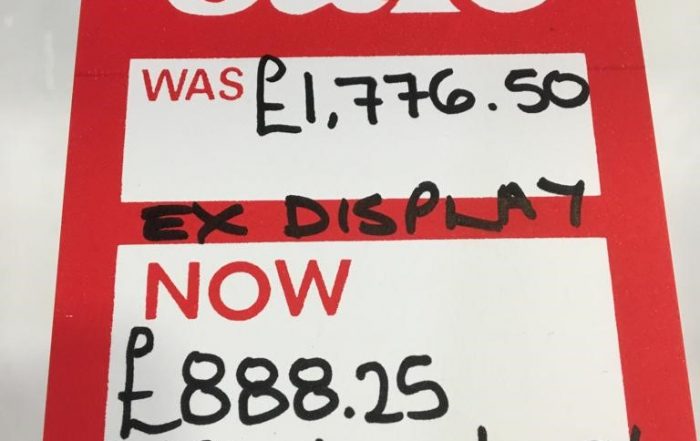 WAS £1,776.50
EX DISPLAY
NOW
£888.25